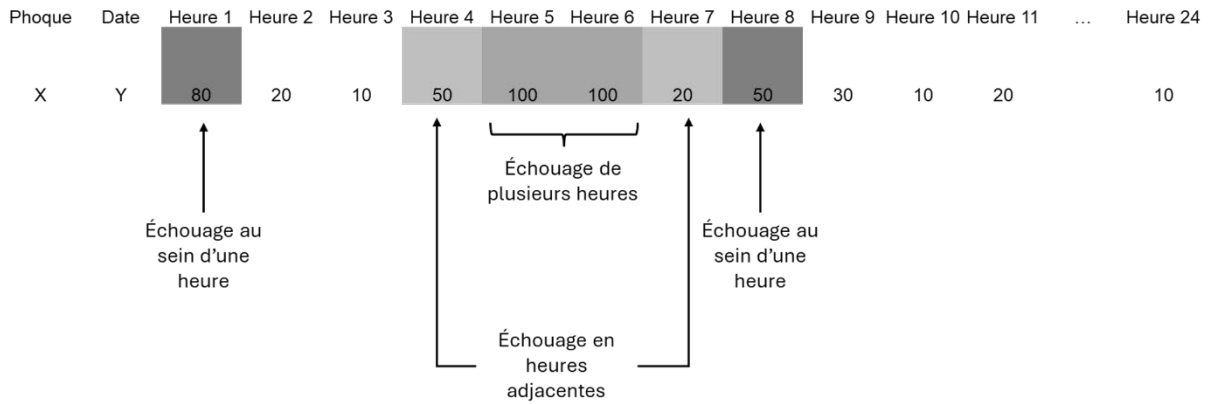 Phoque Date Heure 1 Heure 2 Heure 3 Heure 4 Heure 5 Heure 6 Heure 7 Heure 8 Heure 9 Heure 10 Heure 11 ... Heure 24
X Y 80 20 10 50 100 100 20 50 30 10 20 10
Échouage de
plusieurs heures
Échouage au
sein d’une
heure
Échouage au
sein d’une
heure
Échouage en
heures
adjacentes